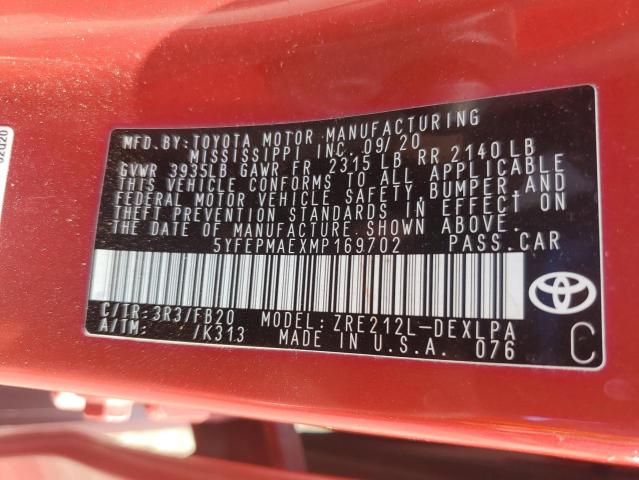 MFD. BY: TOYOTA MOTOR MANUFACTURING
MISSISSIPPI, INC. 09/20
GVWR 3935LB GAWR FR 2315 LB RR 2140 LB
THIS VEHICLE CONFORMS TO ALL APPLICABLE
FEDERAL MOTOR VEHICLE SAFETY, BUMPER, AND
THEFT PREVENTION STANDARDS IN EFFECT ON
THE DATE OF MANUFACTURE SHOWN ABOVE.
5YFEPMAEXMP169702 PASS.CAR
C/TR: 3R3/FB20 MODEL: ZRE212L-DEXLPA
A/TM: /K313 MADE IN U.S.A. 076
C